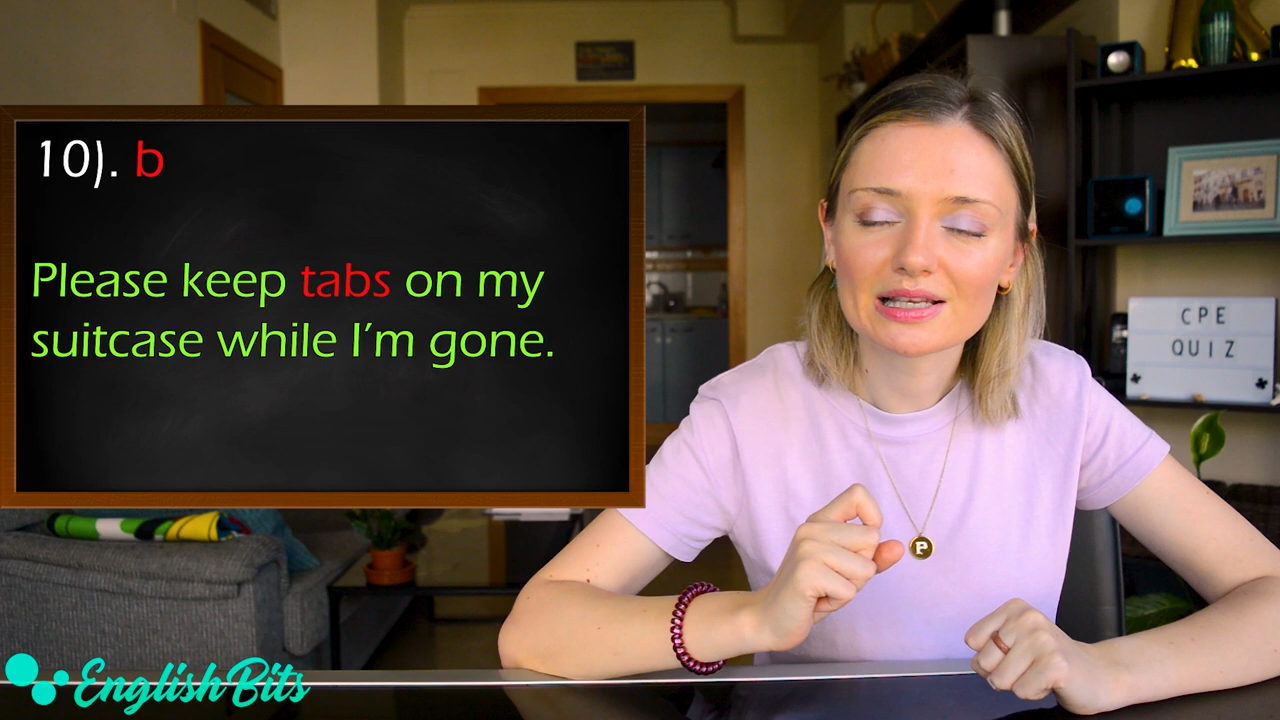 10). b
Please keep tabs on my
suitcase while I'm gone.
CPE
QUIZ
P
EnglishBits